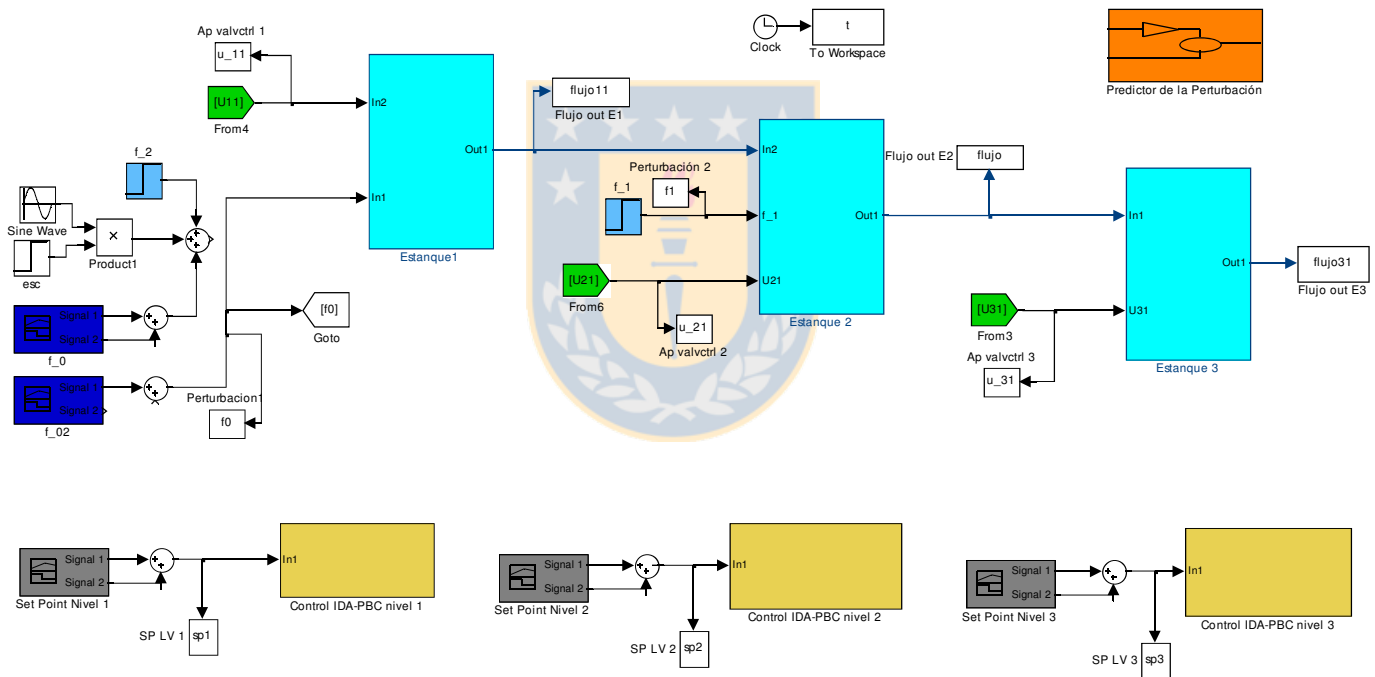 Ap valvctrl 1
u_11
[U11]
From4
In2
In1
Out1
Estanque1
f_2
Sine Wave
×
Product1
esc
Signal 1
Signal 2
f_0
Signal 1
Signal 2
f_02
[f0]
Goto
Perturbacion1
f0
flujo11
Flujo out E1
Clock
t
To Workspace
Predictor de la Perturbación
Perturbación 2
f_1
f1
[U21]
From6
u_21
Ap valvctrl 2
In2
f_1
U21
Out1
Estanque 2
Flujo out E2
flujo
[U31]
From3
Ap valvctrl 3
u_31
In1
U31
Out1
Estanque 3
flujo31
Flujo out E3
Signal 1
Signal 2
Set Point Nivel 1
SP LV 1
sp1
In1
Control IDA-PBC nivel 1
Signal 1
Signal 2
Set Point Nivel 2
SP LV 2
sp2
In1
Control IDA-PBC nivel 2
Signal 1
Signal 2
Set Point Nivel 3
SP LV 3
sp3
In1
Control IDA-PBC nivel 3